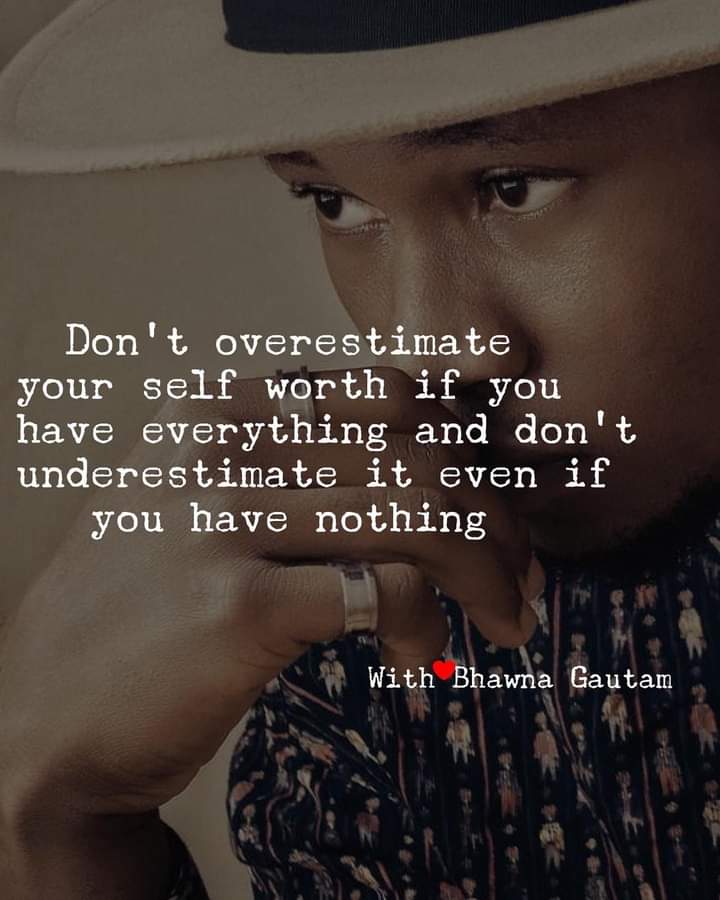 Don't overestimate
your self worth if you
have everything and don't
underestimate it even if
you have nothing
With❤Bhawna Gautam